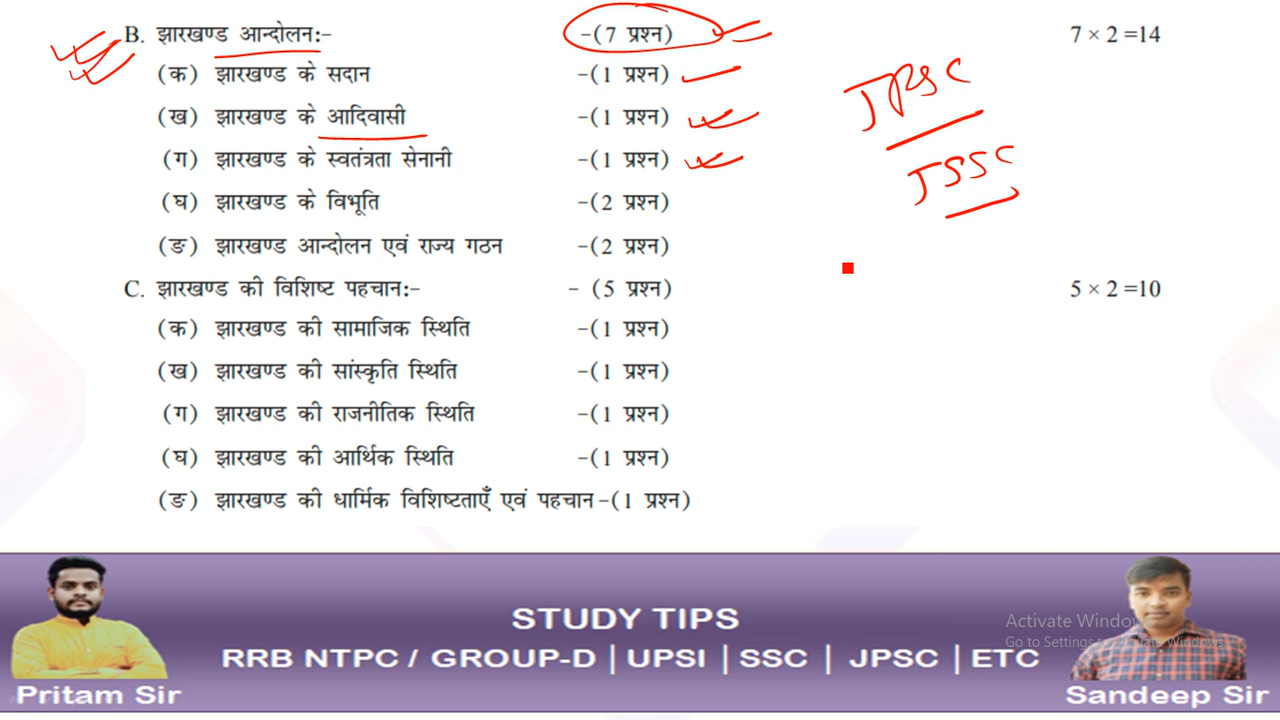 B. झारखण्ड आन्दोलन:- -(7 प्रश्न) 7 × 2 =14
(क) झारखण्ड के सदान -(1 प्रश्न)
(ख) झारखण्ड के आदिवासी -(1 प्रश्न)
(ग) झारखण्ड के स्वतंत्रता सेनानी -(1 प्रश्न)
(घ) झारखण्ड के विभूति -(2 प्रश्न)
(ङ) झारखण्ड आन्दोलन एवं राज्य गठन -(2 प्रश्न)
JPSC
JSSC
C. झारखण्ड की विशिष्ट पहचान:- - (5 प्रश्न) 5 × 2 =10
(क) झारखण्ड की सामाजिक स्थिति -(1 प्रश्न)
(ख) झारखण्ड की सांस्कृति स्थिति -(1 प्रश्न)
(ग) झारखण्ड की राजनीतिक स्थिति -(1 प्रश्न)
(घ) झारखण्ड की आर्थिक स्थिति -(1 प्रश्न)
(ङ) झारखण्ड की धार्मिक विशिष्टताएँ एवं पहचान -(1 प्रश्न)
STUDY TIPS
RRB NTPC / GROUP-D | UPSI | SSC | JPSC | ETC
Pritam Sir
Sandeep Sir
Activate Windows
Go to Settings to activate Windows.